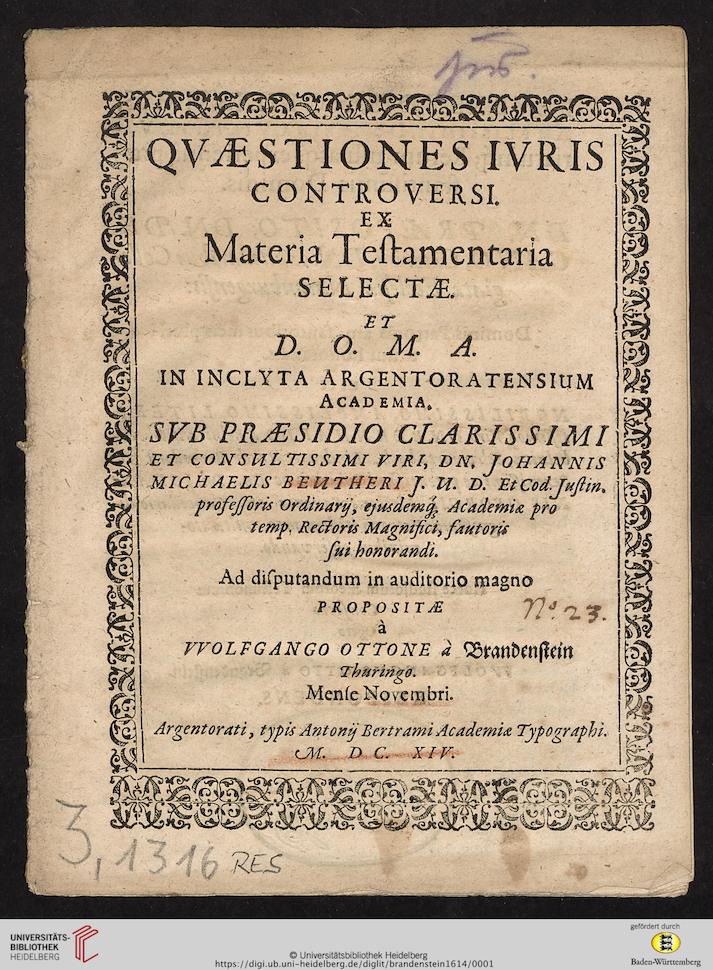 QVÆSTIONES IVRIS
CONTROVERSI.
EX
Materia Teſtamentaria
SELECTÆ.
ET
D. O. M. A.
IN INCLYTA ARGENTORATENSIUM
ACADEMIA.
SVB PRÆSIDIO CLARISSIMI
ET CONSULTISSIMI VIRI, DN. JOHANNIS
MICHAELIS BEUTHERI J. U. D. Et Cod. Juſtin.
profeſſoris Ordinarij, ejusdemq́. Academiæ pro
temp. Rectoris Magnifici, fautoris
ſui honorandi.
Ad diſputandum in auditorio magno
PROPOSITÆ
No. 23.
à
VVOLFGANGO OTTONE à Brandenſtein
Thuringo.
Menſe Novembri.
Argentorati, typis Antonij Bertrami Academiæ Typographi.
M. D C. XIV.
3, 1316 RES
UNIVERSITÄTS-
BIBLIOTHEK
HEIDELBERG
© Universitätsbibliothek Heidelberg
https://digi.ub.uni-heidelberg.de/diglit/brandenstein1614/0001
gefördert durch
Baden-Württemberg